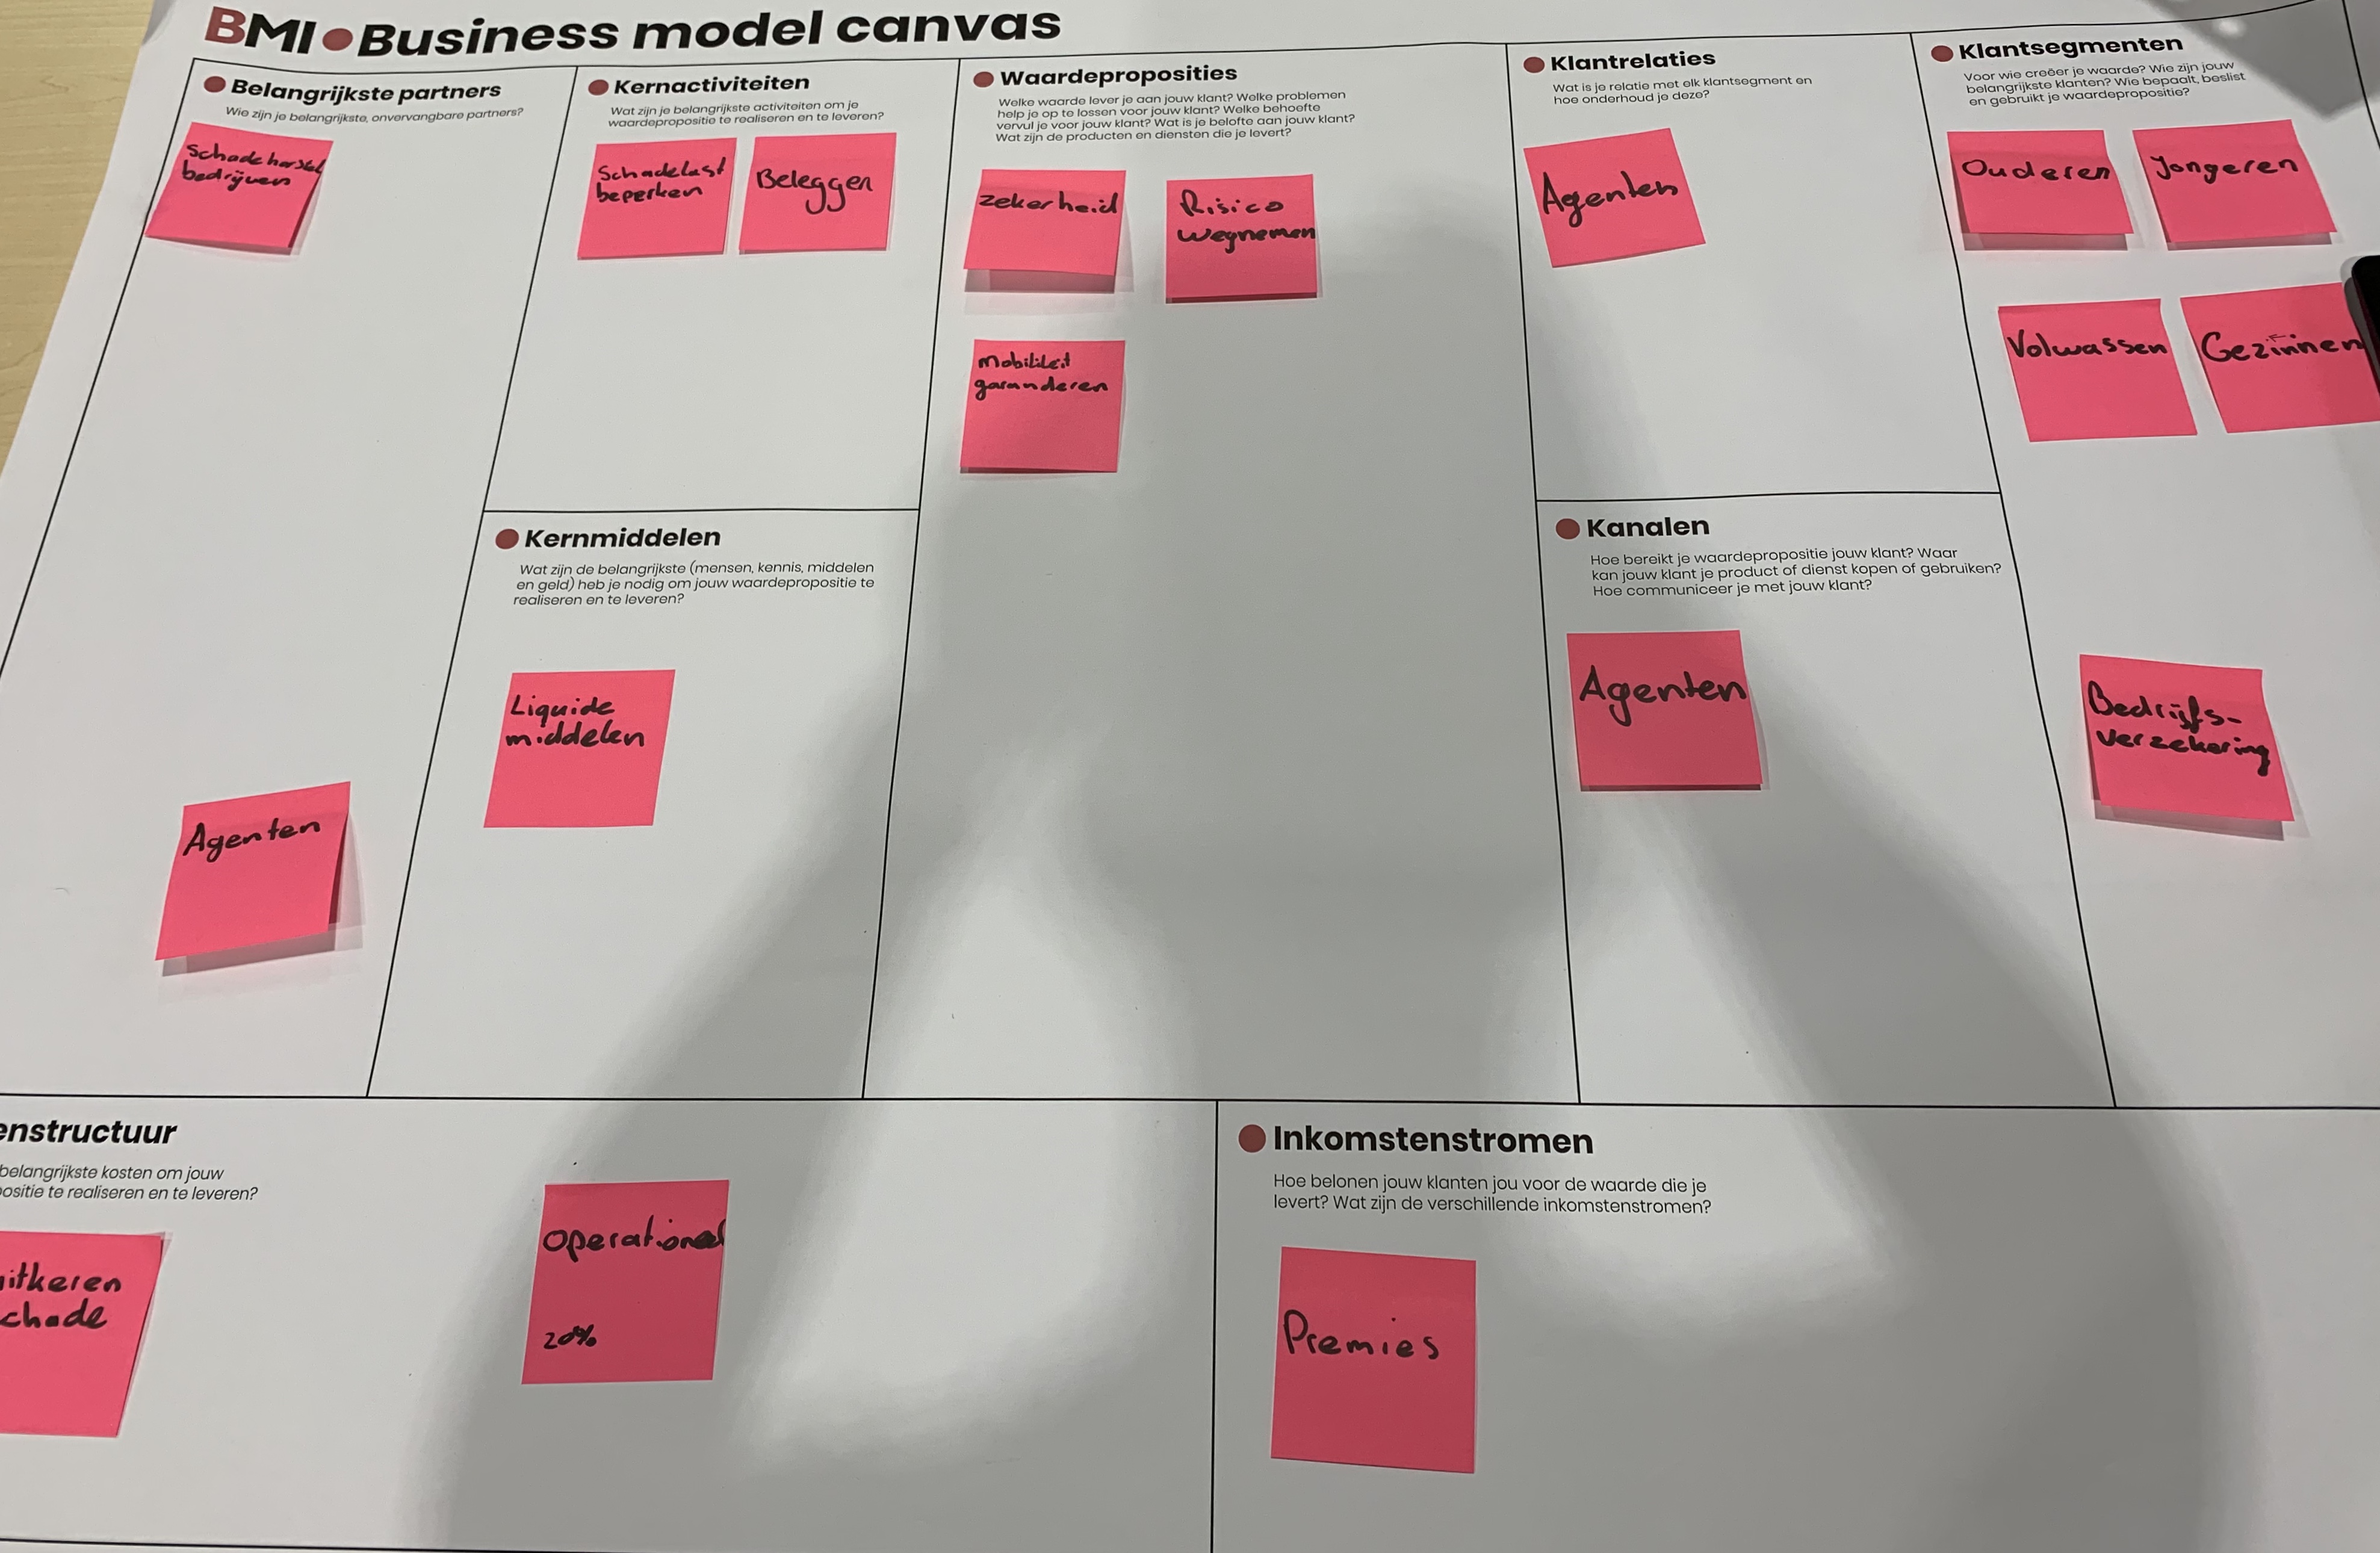 BMI Business model canvas
Belangrijkste partners
Wie zijn je belangrijkste, onvervangbare partners?
Schadeherstel
bedrijven
Agenten
Kernactiviteiten
Wat zijn je belangrijkste activiteiten om je
waardepropositie te realiseren en te leveren?
Schadelast
beperken
Beleggen
Kernmiddelen
Wat zijn de belangrijkste (mensen, kennis, middelen
en geld) heb je nodig om jouw waardepropositie te
realiseren en te leveren?
Liquide
middelen
Waardeproposities
Welke waarde lever je aan jouw klant? Welke problemen
help je op te lossen voor jouw klant? Welke behoefte
vervul je voor jouw klant? Wat is je belofte aan jouw klant?
Wat zijn de producten en diensten die je levert?
zekerheid
Risico
wegnemen
Mobiliteit
garanderen
Klantrelaties
Wat is je relatie met elk klantsegment en
hoe onderhoud je deze?
Agenten
Kanalen
Hoe bereikt je waardepropositie jouw klant? Waar
kan jouw klant je product of dienst kopen of gebruiken?
Hoe communiceer je met jouw klant?
Agenten
Klantsegmenten
Voor wie creëer je waarde? Wie zijn jouw
belangrijkste klanten? Wie bepaalt, beslist
en gebruikt je waardepropositie?
Ouderen
Jongeren
Volwassen
Gezinnen
Bedrijfs-
verzekering
enstructuur
belangrijkste kosten om jouw
ositie te realiseren en te leveren?
itkeren
chade
operationeel
20%
Inkomstenstromen
Hoe belonen jouw klanten jou voor de waarde die je
levert? Wat zijn de verschillende inkomstenstromen?
Premies